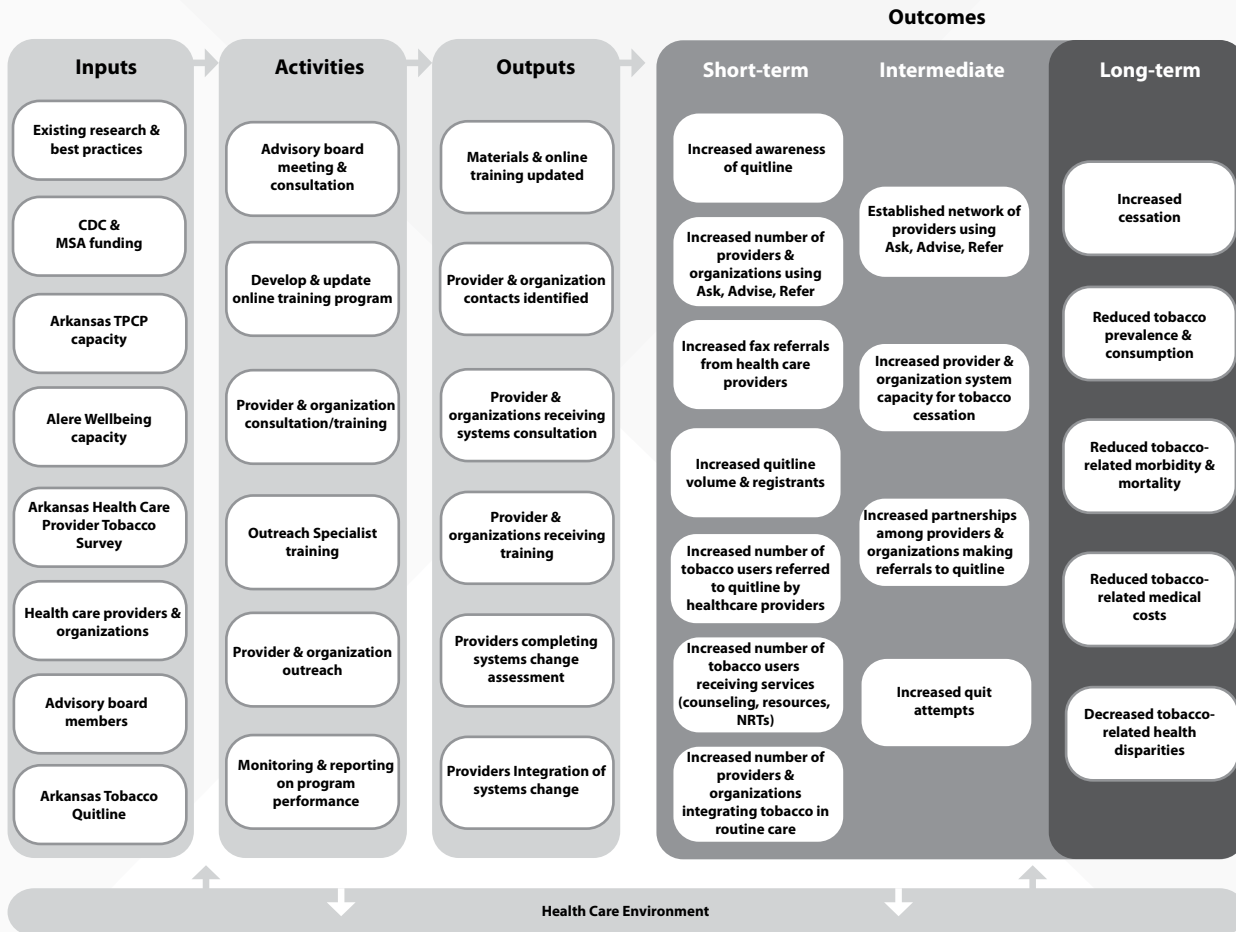 Outcomes
Inputs
Existing research &
best practices
CDC &
MSA funding
Arkansas TPCP
capacity
Alere Wellbeing
capacity
Arkansas Health Care
Provider Tobacco
Survey
Health care providers &
organizations
Advisory board
members
Arkansas Tobacco
Quitline
Activities
Advisory board
meeting &
consultation
Develop & update
online training program
Provider & organization
consultation/training
Outreach Specialist
training
Provider & organization
outreach
Monitoring & reporting
on program
performance
Outputs
Materials & online
training updated
Provider & organization
contacts identified
Provider &
organizations receiving
systems consultation
Provider &
organizations receiving
training
Providers completing
systems change
assessment
Providers Integration of
systems change
Short-term
Increased awareness
of quitline
Increased number of
providers &
organizations using
Ask, Advise, Refer
Increased fax referrals
from health care
providers
Increased quitline
volume & registrants
Increased number of
tobacco users referred
to quitline by
healthcare providers
Increased number of
tobacco users
receiving services
(counseling, resources,
NRTs)
Increased number of
providers &
organizations
integrating tobacco in
routine care
Intermediate
Established network of
providers using
Ask, Advise, Refer
Increased provider &
organization system
capacity for tobacco
cessation
Increased partnerships
among providers &
organizations making
referrals to quitline
Increased quit
attempts
Long-term
Increased
cessation
Reduced tobacco
prevalence &
consumption
Reduced tobacco-
related morbidity &
mortality
Reduced tobacco-
related medical
costs
Decreased tobacco-
related health
disparities
Health Care Environment